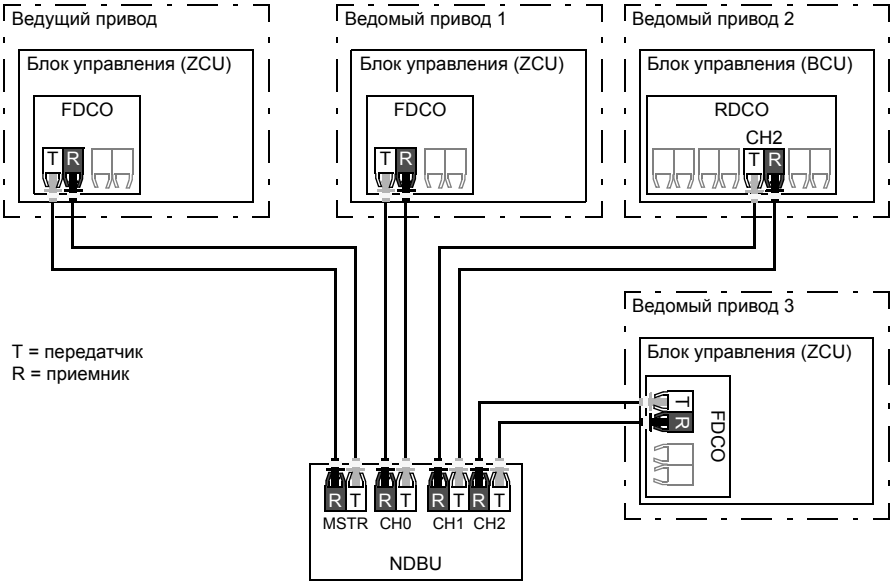 Ведущий привод
Блок управления (ZCU)
FDCO
T R
Ведомый привод 1
Блок управления (ZCU)
FDCO
T R
Ведомый привод 2
Блок управления (BCU)
RDCO
CH2
T R
T = передатчик
R = приемник
Ведомый привод 3
Блок управления (ZCU)
T
R
FDCO
R T R T R T R T
MSTR CH0 CH1 CH2
NDBU